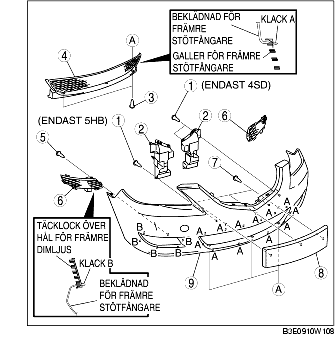 BEKLÄDNAD FÖR
FRÄMRE
STÖTFÅNGARE
KLACK A
GALLER FÖR FRÄMRE
STÖTFÅNGARE
A
4
3
1
(ENDAST 4SD)
(ENDAST 5HB)
1
2
2
6
5
7
6
TÄCKLOCK ÖVER
HÅL FÖR FRÄMRE
DIMLJUS
KLACK B
BEKLÄDNAD
FÖR FRÄMRE
STÖTFÅNGARE
B
B
B
B
A
A
A
A
A
A
A
A
A
9
A
8
B3E0910W108